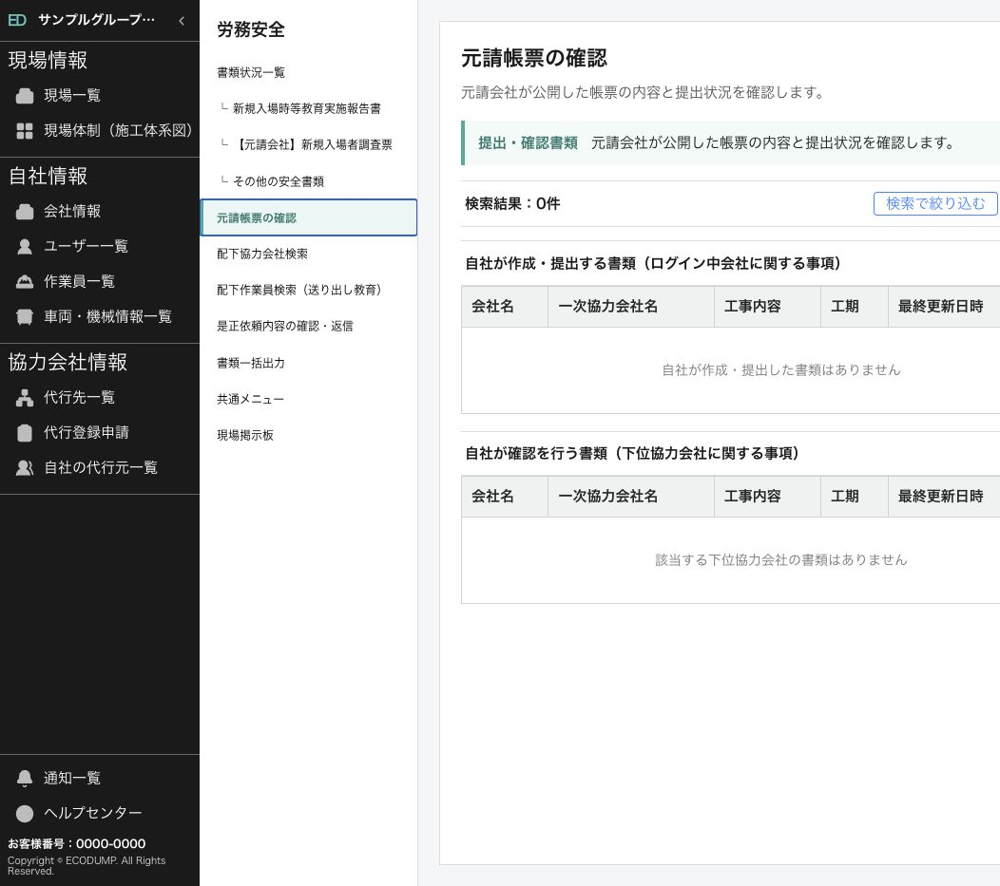 ED サンプルグループ…
現場情報
現場一覧
現場体制（施工体系図）
自社情報
会社情報
ユーザー一覧
作業員一覧
車両・機械情報一覧
協力会社情報
代行先一覧
代行登録申請
自社の代行元一覧
通知一覧
ヘルプセンター
お客様番号：0000-0000
Copyright © ECODUMP. All Rights
Reserved.
労務安全
書類状況一覧
└ 新規入場時等教育実施報告書
└ 【元請会社】新規入場者調査票
└ その他の安全書類
元請帳票の確認
配下協力会社検索
配下作業員検索（送り出し教育）
是正依頼内容の確認・返信
書類一括出力
共通メニュー
現場掲示板
元請帳票の確認
元請会社が公開した帳票の内容と提出状況を確認します。
提出・確認書類 元請会社が公開した帳票の内容と提出状況を確認します。
検索結果：0件 検索で絞り込む
自社が作成・提出する書類（ログイン中会社に関する事項）
会社名 一次協力会社名 工事内容 工期 最終更新日時
自社が作成・提出した書類はありません
自社が確認を行う書類（下位協力会社に関する事項）
会社名 一次協力会社名 工事内容 工期 最終更新日時
該当する下位協力会社の書類はありません